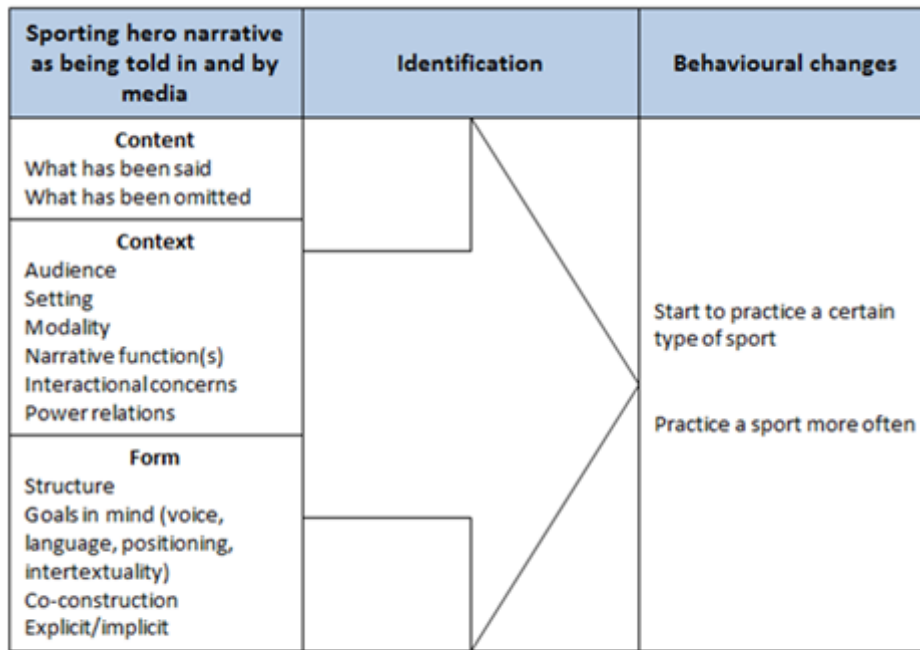 Sporting hero narrative
as being told in and by
media
Identification
Behavioural changes
Content
What has been said
What has been omitted
Context
Audience
Setting
Modality
Narrative function(s)
Interactional concerns
Power relations
Form
Structure
Goals in mind (voice,
language, positioning,
intertextuality)
Co-construction
Explicit/implicit
Start to practice a certain
type of sport
Practice a sport more often